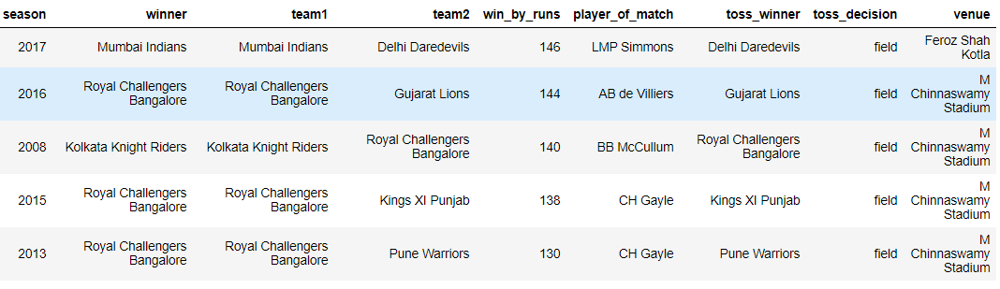 season winner team1 team2 win_by_runs player_of_match toss_winner toss_decision venue
2017 Mumbai Indians Mumbai Indians Delhi Daredevils 146 LMP Simmons Delhi Daredevils field Feroz Shah
Kotla
2016 Royal Challengers Bangalore Royal Challengers Bangalore Gujarat Lions 144 AB de Villiers Gujarat Lions field M
Chinnaswamy
Stadium
2008 Kolkata Knight Riders Kolkata Knight Riders Royal Challengers Bangalore 140 BB McCullum Royal Challengers Bangalore field M
Chinnaswamy
Stadium
2015 Royal Challengers Bangalore Royal Challengers Bangalore Kings XI Punjab 138 CH Gayle Kings XI Punjab field M
Chinnaswamy
Stadium
2013 Royal Challengers Bangalore Royal Challengers Bangalore Pune Warriors 130 CH Gayle Pune Warriors field M
Chinnaswamy
Stadium